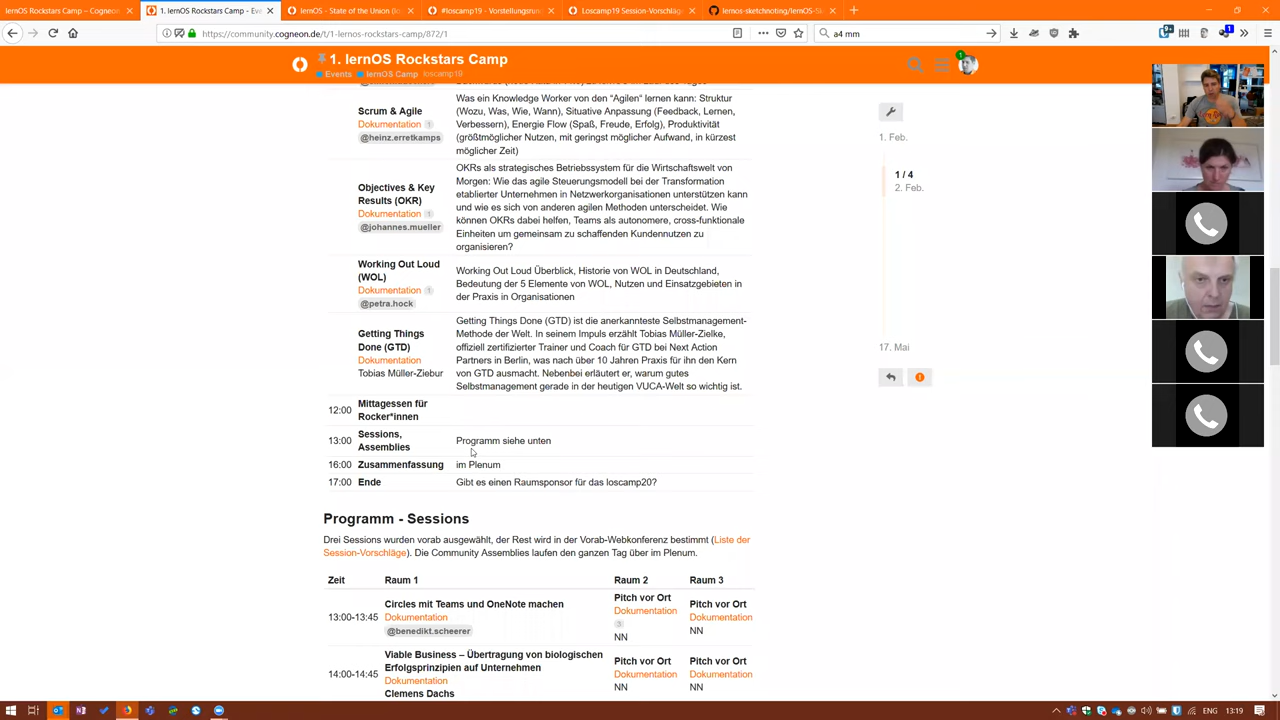 lernOS Rockstars Camp – Cogneon
1. lernOS Rockstars Camp - Eve
lernOS - State of the Union (ko
#loscamp19 - Vorstellungsrun
Loscamp19 Session-Vorschläge
lernos-sketchnoting/lernOS-Sk
https://community.cogneon.de/t/1-lernos-rockstars-camp/872/1
a4 mm
1. lernOS Rockstars Camp
Events lernOS Camp loscamp19
1
Scrum & Agile
Dokumentation 1
@heinz.erretkamps
Was ein Knowledge Worker von den "Agilen" lernen kann: Struktur
(Wozu, Was, Wie, Wann), Situative Anpassung (Feedback, Lernen,
Verbessern), Energie Flow (Spaß, Freude, Erfolg), Produktivität
(größtmöglicher Nutzen, mit geringst möglicher Aufwand, in kürzest
möglicher Zeit)
Objectives & Key
Results (OKR)
Dokumentation 1
@johannes.mueller
OKRs als strategisches Betriebssystem für die Wirtschaftswelt von
Morgen: Wie das agile Steuerungsmodell bei der Transformation
etablierter Unternehmen in Netzwerkorganisationen unterstützen kann
und wie es sich von anderen agilen Methoden unterscheidet. Wie
können OKRs dabei helfen, Teams als autonomere, cross-funktionale
Einheiten um gemeinsam zu schaffenden Kundennutzen zu
organisieren?
Working Out Loud
(WOL)
Dokumentation 1
@petra.hock
Working Out Loud Überblick, Historie von WOL in Deutschland,
Bedeutung der 5 Elemente von WOL, Nutzen und Einsatzgebieten in
der Praxis in Organisationen
Getting Things
Done (GTD)
Dokumentation
Tobias Müller-Ziebur
Getting Things Done (GTD) ist die anerkannteste Selbstmanagement-
Methode der Welt. In seinem Impuls erzählt Tobias Müller-Zielke,
offiziell zertifizierter Trainer und Coach für GTD bei Next Action
Partners in Berlin, was nach über 10 Jahren Praxis für ihn den Kern
von GTD ausmacht. Nebenbei erläutert er, warum gutes
Selbstmanagement gerade in der heutigen VUCA-Welt so wichtig ist.
12:00 Mittagessen für
Rocker*innen
13:00 Sessions,
Assemblies
Programm siehe unten
16:00 Zusammenfassung im Plenum
17:00 Ende Gibt es einen Raumsponsor für das loscamp20?
Programm - Sessions
Drei Sessions wurden vorab ausgewählt, der Rest wird in der Vorab-Webkonferenz bestimmt (Liste der
Session-Vorschläge). Die Community Assemblies laufen den ganzen Tag über im Plenum.
Zeit Raum 1 Raum 2 Raum 3
13:00-13:45
Circles mit Teams und OneNote machen
Dokumentation
@benedikt.scheerer
Pitch vor Ort
Dokumentation
3
NN
Pitch vor Ort
Dokumentation
NN
14:00-14:45
Viable Business – Übertragung von biologischen
Erfolgsprinzipien auf Unternehmen
Dokumentation
Clemens Dachs
Pitch vor Ort
Dokumentation
NN
Pitch vor Ort
Dokumentation
NN
1. Feb.
1 / 4
2. Feb.
17. Mai
ENG
13:19